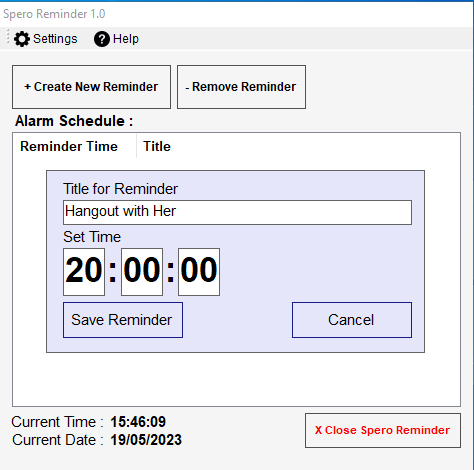 Spero Reminder 1.0
Settings Help
+ Create New Reminder - Remove Reminder
Alarm Schedule :
Reminder Time Title
Title for Reminder
Hangout with Her
Set Time
20:00:00
Save Reminder Cancel
Current Time : 15:46:09
Current Date : 19/05/2023
X Close Spero Reminder